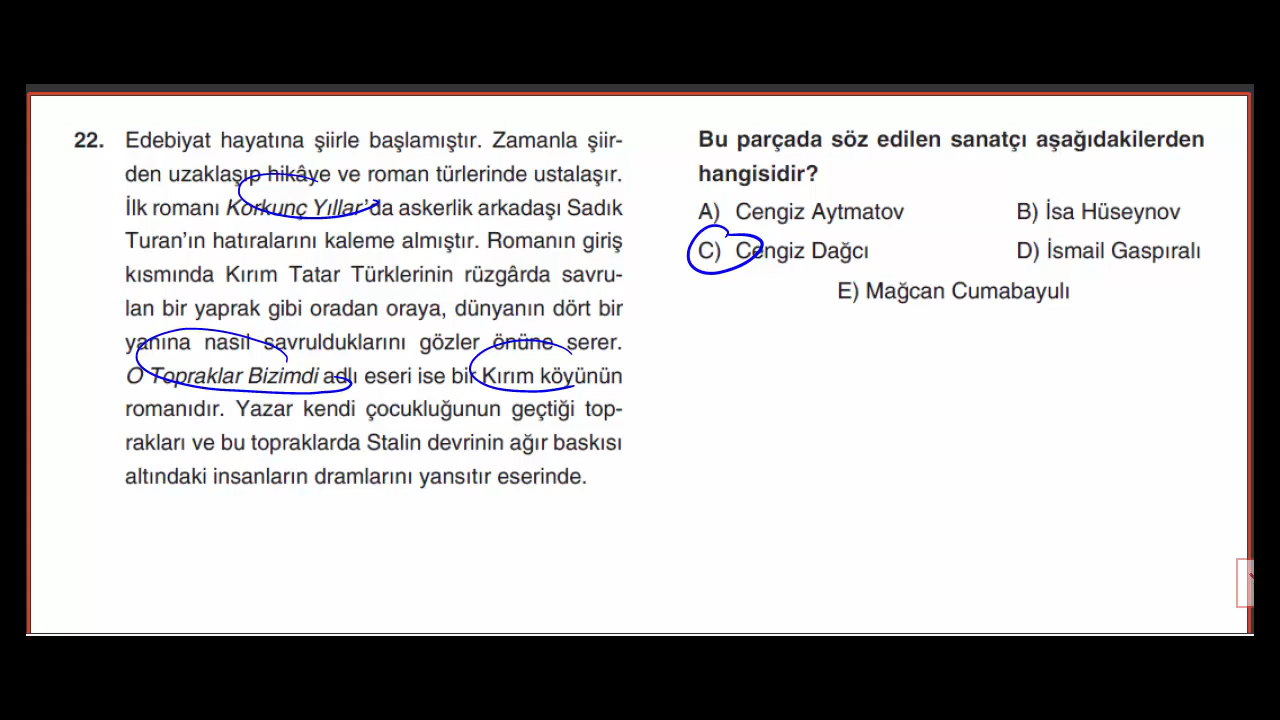 22. Edebiyat hayatına şiirle başlamıştır. Zamanla şiir-
den uzaklaşıp hikâye ve roman türlerinde ustalaşır.
İlk romanı Korkunç Yıllar'da askerlik arkadaşı Sadık
Turan'ın hatıralarını kaleme almıştır. Romanın giriş
kısmında Kırım Tatar Türklerinin rüzgârda savru-
lan bir yaprak gibi oradan oraya, dünyanın dört bir
yanına nasıl savrulduklarını gözler önüne serer.
O Topraklar Bizimdi adlı eseri ise bir Kırım köyünün
romanıdır. Yazar kendi çocukluğunun geçtiği top-
rakları ve bu topraklarda Stalin devrinin ağır baskısı
altındaki insanların dramlarını yansıtır eserinde.
Bu parçada söz edilen sanatçı aşağıdakilerden
hangisidir?
A) Cengiz Aytmatov B) İsa Hüseynov
C) Cengiz Dağcı D) İsmail Gaspıralı
E) Mağcan Cumabayulı